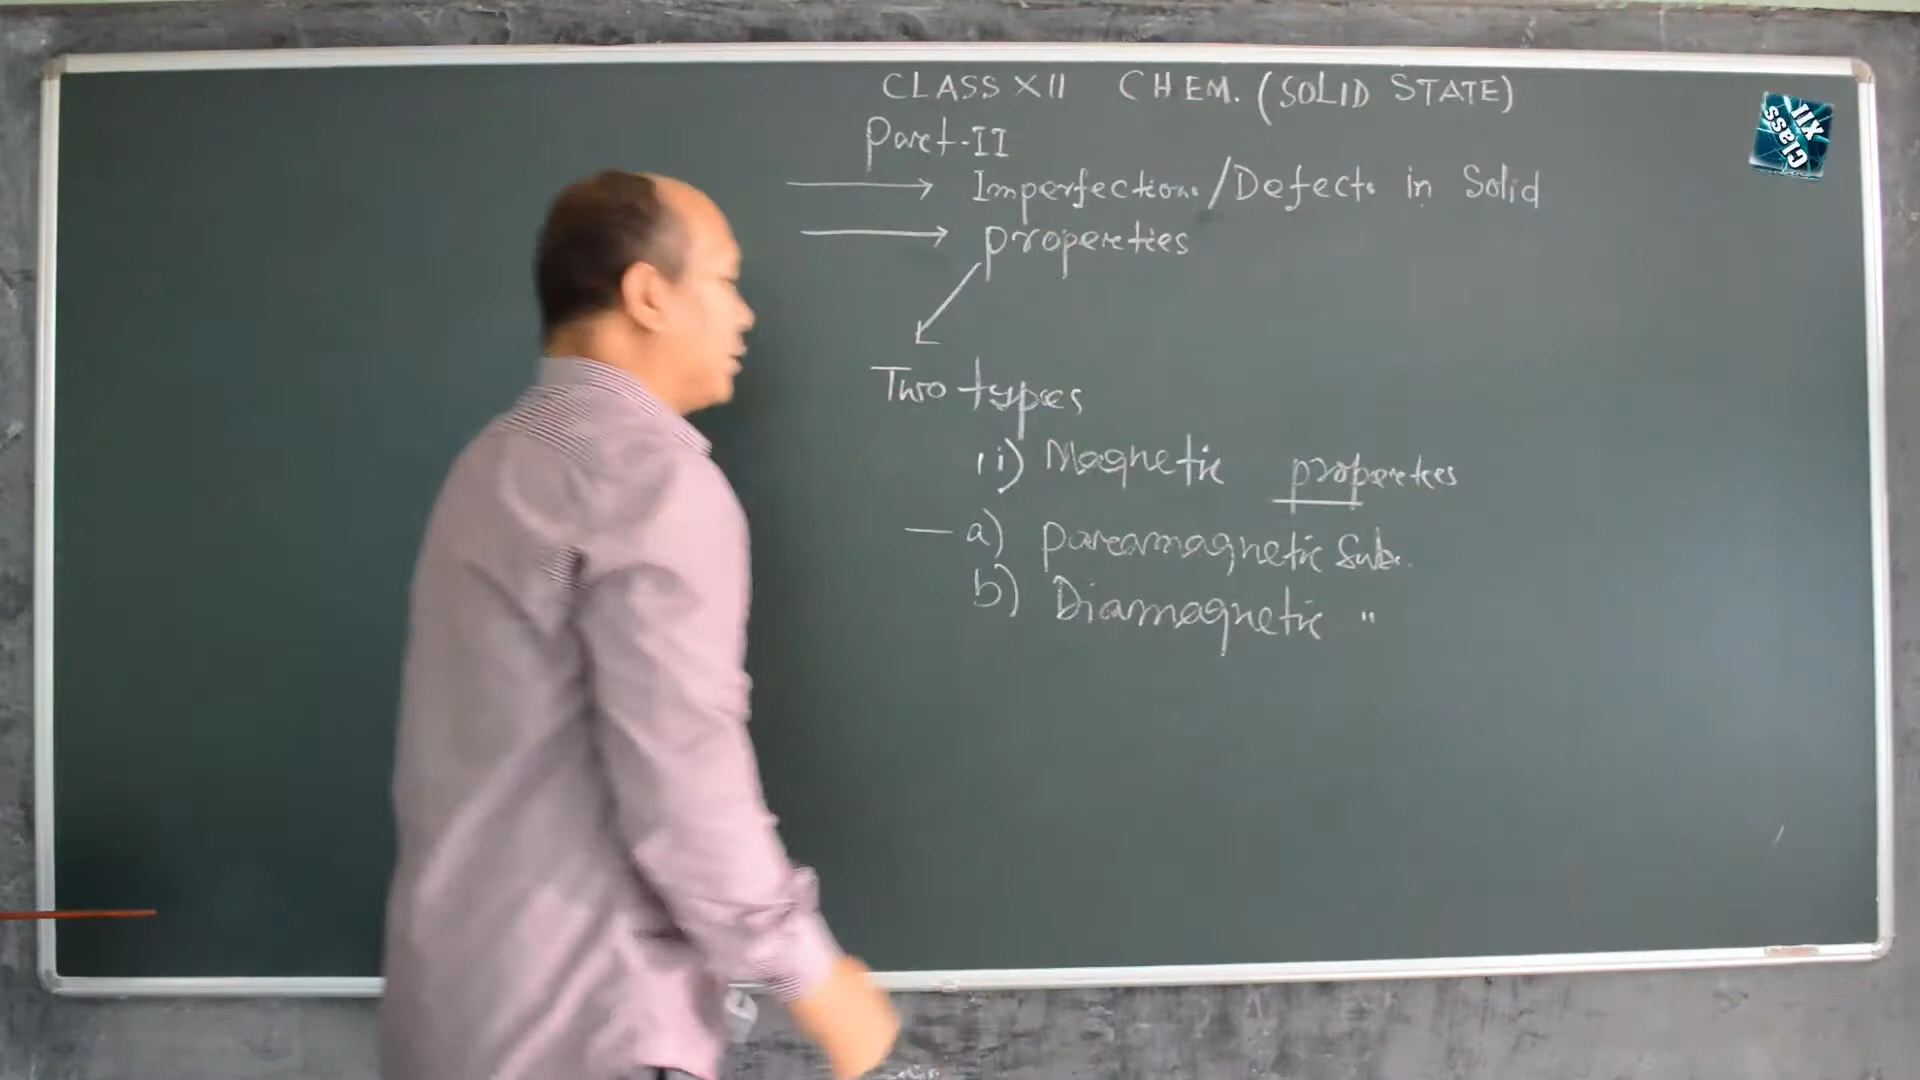 CLASS XII CHEM. (SOLID STATE)
Part-II
→ Imperfections/Defects in Solid
→ properties
Two types
ii) Magnetic properties
— a) Paramagnetic Sub.
b) Diamagnetic "
Class
XII